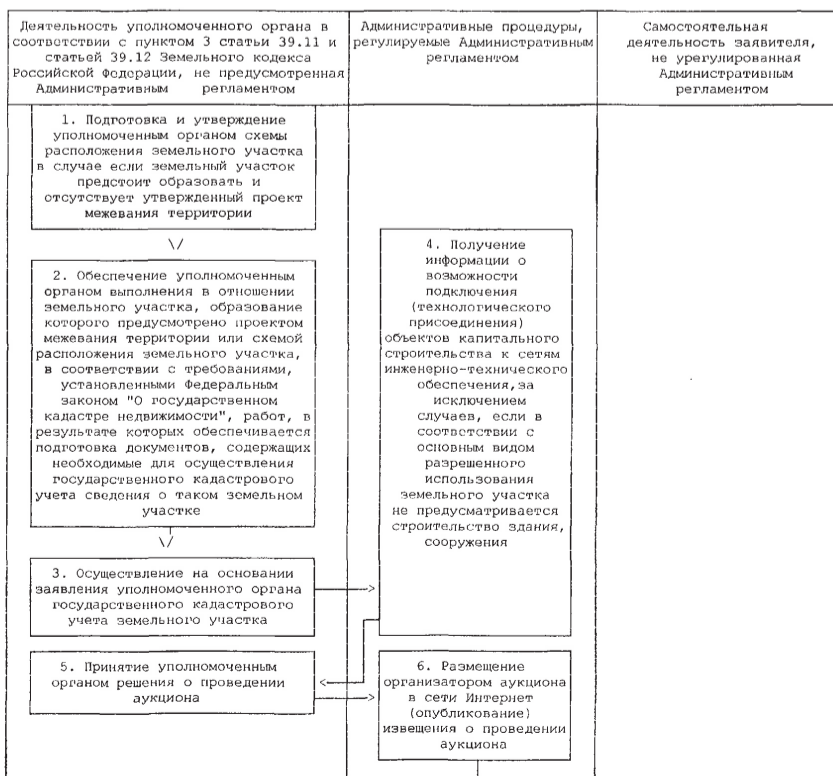 Деятельность уполномоченного органа в
соответствии с пунктом 3 статьи 39.11 и
статьей 39.12 Земельного кодекса
Российской Федерации, не предусмотренная
Административным регламентом
Административные процедуры,
регулируемые Административным
регламентом
Самостоятельная
деятельность заявителя,
не урегулированная
Административным
регламентом
1. Подготовка и утверждение
уполномоченным органом схемы
расположения земельного участка
в случае если земельный участок
предстоит образовать и
отсутствует утвержденный проект
межевания территории
\/
2. Обеспечение уполномоченным
органом выполнения в отношении
земельного участка, образование
которого предусмотрено проектом
межевания территории или схемой
расположения земельного участка,
в соответствии с требованиями,
установленными Федеральным
законом "О государственном
кадастре недвижимости", работ, в
результате которых обеспечивается
подготовка документов, содержащих
необходимые для осуществления
государственного кадастрового
учета сведения о таком земельном
участке
\/
3. Осуществление на основании
заявления уполномоченного органа
государственного кадастрового
учета земельного участка
4. Получение
информации о
возможности
подключения
(технологического
присоединения)
объектов капитального
строительства к сетям
инженерно-технического
обеспечения, за
исключением
случаев, если в
соответствии с
основным видом
разрешенного
использования
земельного участка
не предусматривается
строительство здания,
сооружения
5. Принятие уполномоченным
органом решения о проведении
аукциона
6. Размещение
организатором аукциона
в сети Интернет
(опубликование)
извещения о проведении
аукциона